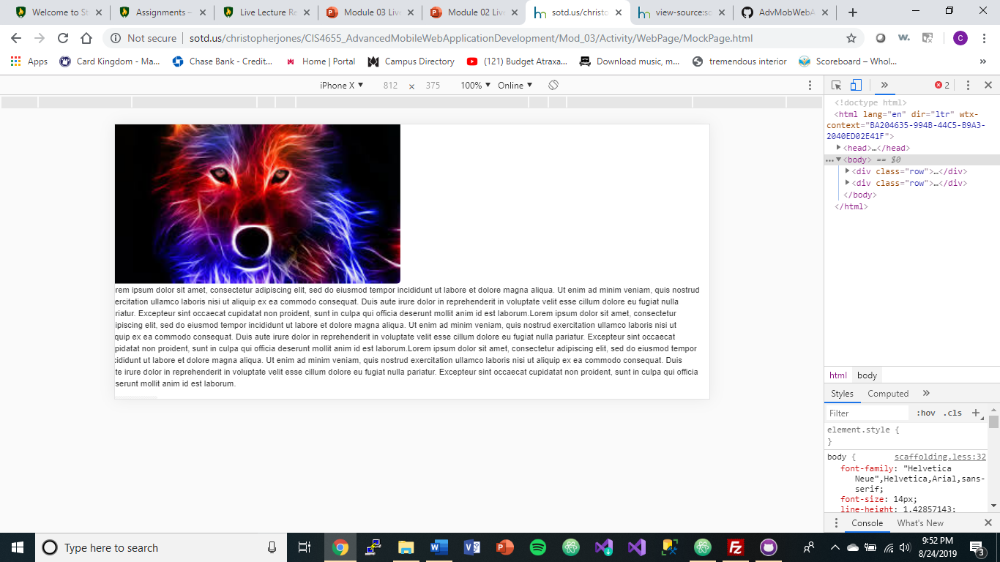 Welcome to St
Assignments –
Live Lecture Re
Module 03 Live
Module 02 Live
sotd.us/christo
view-source:so
AdvMobWebA
Not secure
sotd.us/christopherjones/CIS4655_AdvancedMobileWebApplicationDevelopment/Mod_03/Activity/WebPage/MockPage.html
w.
C
Apps
Card Kingdom - Ma...
Chase Bank - Credit...
Home | Portal
Campus Directory
(121) Budget Atraxa...
Download music, m...
tremendous interior
Scoreboard – Whol...
»
iPhone X ▼ 812 × 375 100% ▼ Online ▼
» 2
<!doctype html>
<html lang="en" dir="ltr" wtx-
context="BA204635-994B-44C5-B9A3-
2040ED02E41F">
▶<head>…</head>
…▼<body> == $0
▶<div class="row">…</div>
▶<div class="row">…</div>
</body>
</html>
rem ipsum dolor sit amet, consectetur adipiscing elit, sed do eiusmod tempor incididunt ut labore et dolore magna aliqua. Ut enim ad minim veniam, quis nostrud
ercitation ullamco laboris nisi ut aliquip ex ea commodo consequat. Duis aute irure dolor in reprehenderit in voluptate velit esse cillum dolore eu fugiat nulla
riatur. Excepteur sint occaecat cupidatat non proident, sunt in culpa qui officia deserunt mollit anim id est laborum.Lorem ipsum dolor sit amet, consectetur
ipiscing elit, sed do eiusmod tempor incididunt ut labore et dolore magna aliqua. Ut enim ad minim veniam, quis nostrud exercitation ullamco laboris nisi ut
quip ex ea commodo consequat. Duis aute irure dolor in reprehenderit in voluptate velit esse cillum dolore eu fugiat nulla pariatur. Excepteur sint occaecat
pidatat non proident, sunt in culpa qui officia deserunt mollit anim id est laborum.Lorem ipsum dolor sit amet, consectetur adipiscing elit, sed do eiusmod tempor
cididunt ut labore et dolore magna aliqua. Ut enim ad minim veniam, quis nostrud exercitation ullamco laboris nisi ut aliquip ex ea commodo consequat. Duis
te irure dolor in reprehenderit in voluptate velit esse cillum dolore eu fugiat nulla pariatur. Excepteur sint occaecat cupidatat non proident, sunt in culpa qui officia
serunt mollit anim id est laborum.
html body
Styles Computed »
Filter :hov .cls +
element.style {
}
body { scaffolding.less:32
font-family: "Helvetica
Neue",Helvetica,Arial,sans-
serif;
font-size: 14px;
line-height: 1.42857143;
Console What's New
Type here to search
9:52 PM
8/24/2019
3